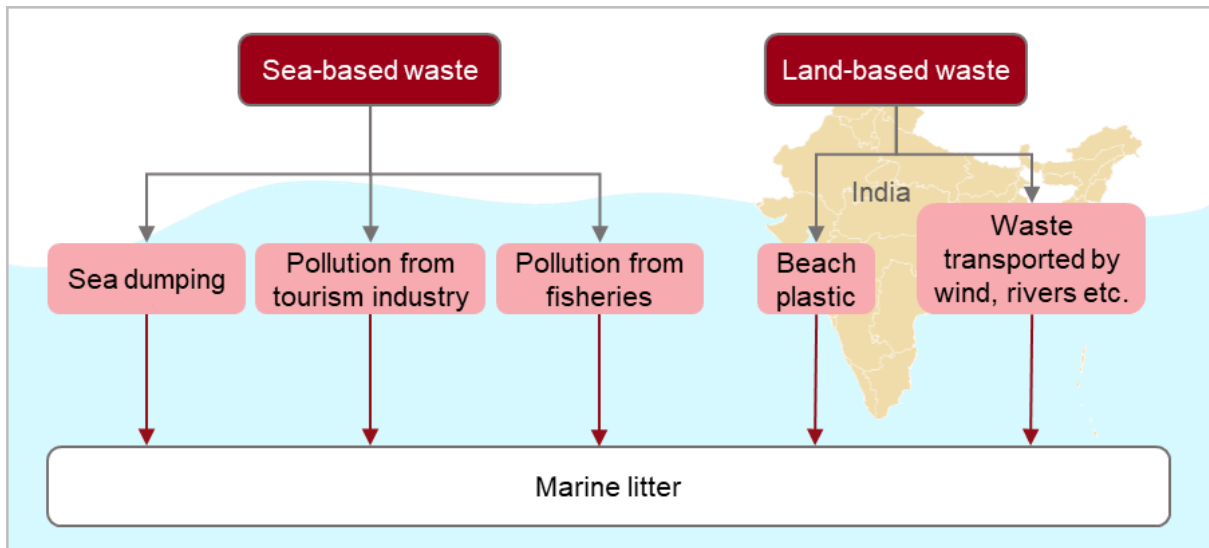 Sea-based waste
Land-based waste
India
Sea dumping
Pollution from
tourism industry
Pollution from
fisheries
Beach
plastic
Waste
transported by
wind, rivers etc.
Marine litter